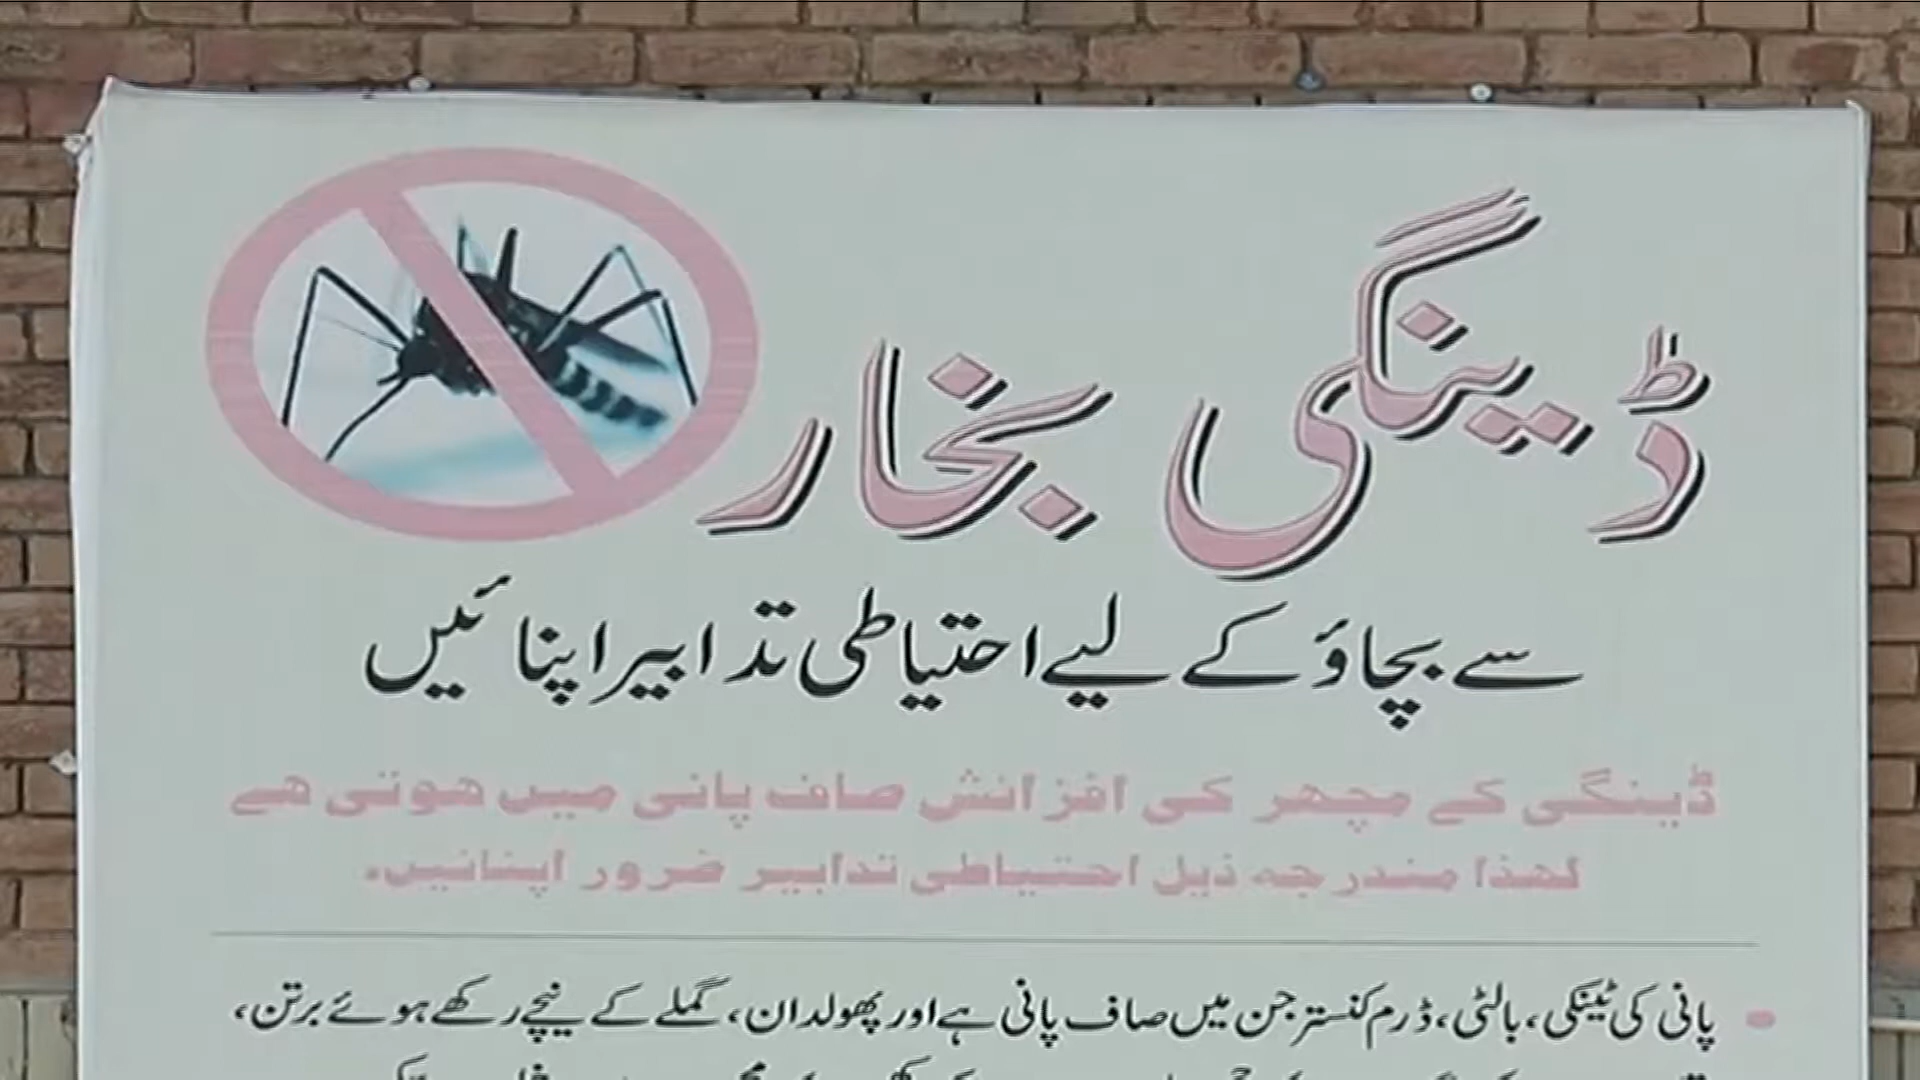 ڈینگی بخار
سے بچاؤ کے لیے احتیاطی تدابیر اپنائیں
ڈینگی کے مچھر کی افزائش صاف پانی میں ھوتی ھے
لھذا مندرجہ ذیل احتیاطی تدابیر ضرور اپنائیں۔
پانی کی ٹینکی، بالٹی، ڈرم کنستر جن میں صاف پانی ہے اور پھولدان، گملے کے نیچے رکھے ہوئے برتن،